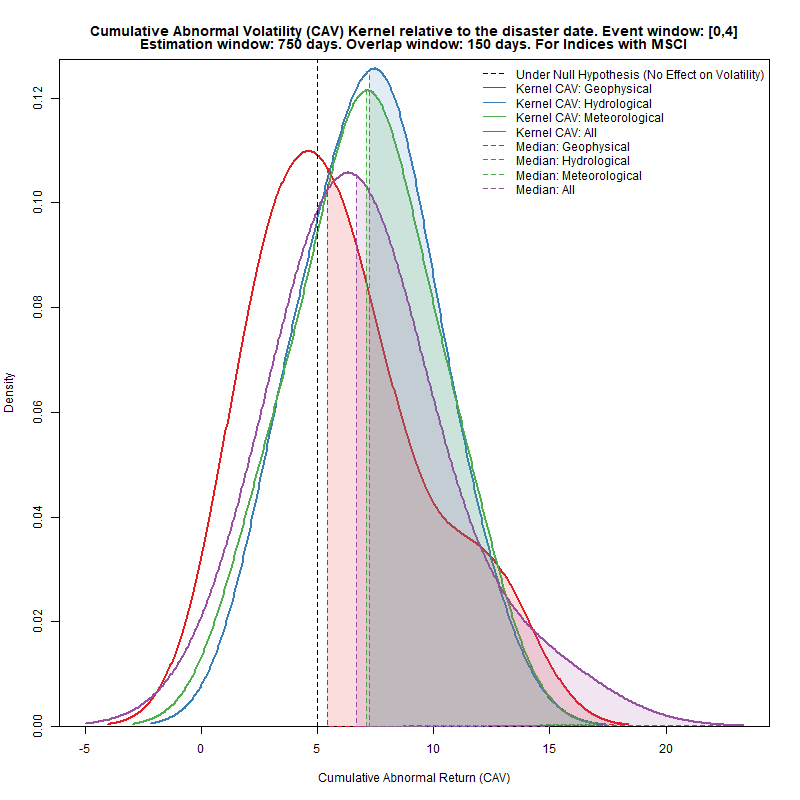 Cumulative Abnormal Volatility (CAV) Kernel relative to the disaster date. Event window: [0,4]
Estimation window: 750 days. Overlap window: 150 days. For Indices with MSCI
Under Null Hypothesis (No Effect on Volatility)
Kernel CAV: Geophysical
Kernel CAV: Hydrological
Kernel CAV: Meteorological
Kernel CAV: All
Median: Geophysical
Median: Hydrological
Median: Meteorological
Median: All
Density
0.12
0.10
0.08
0.06
0.04
0.02
0.00
-5 0 5 10 15 20
Cumulative Abnormal Return (CAV)